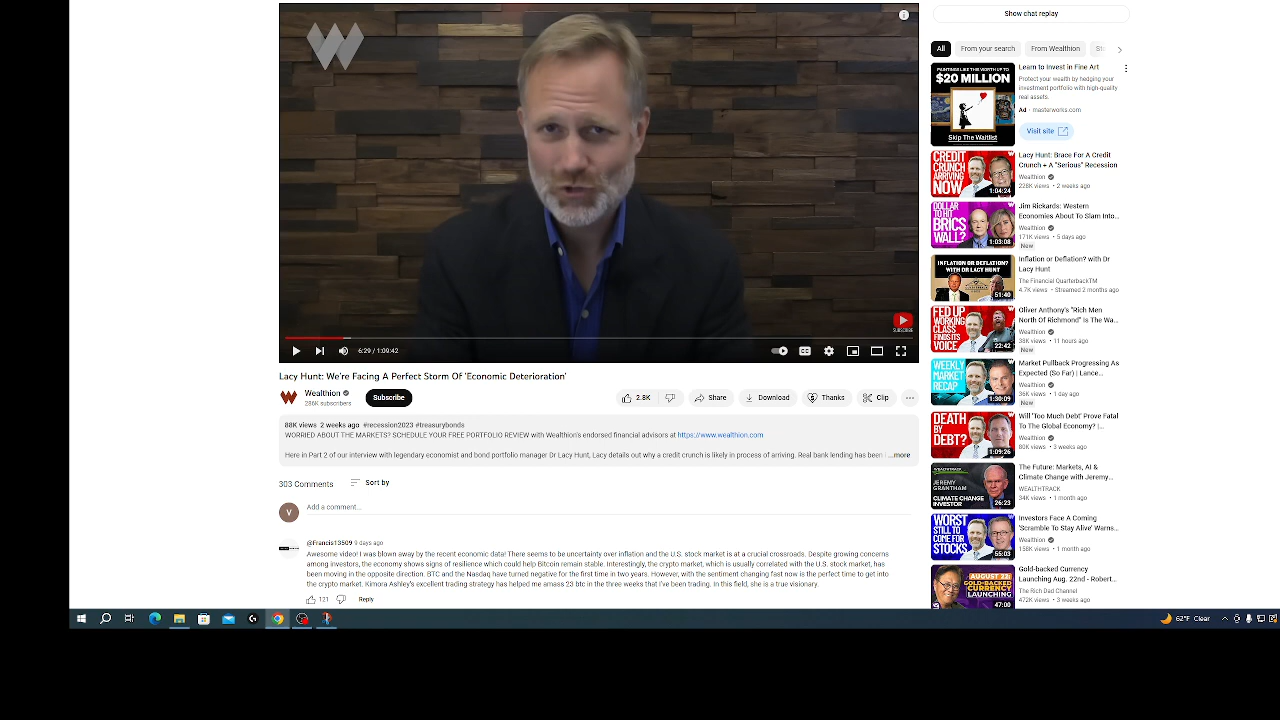 Show chat replay
All
From your search
From Wealthion
PAINTINGS LIKE THIS WORTH UP TO
$20 MILLION
Skip The Waitlist
Learn to Invest in Fine Art
Protect your wealth by hedging your
investment portfolio with high-quality
real assets.
Ad · masterworks.com
Visit site
CREDIT
CRUNCH
ARRIVING
NOW
1:04:24
Lacy Hunt: Brace For A Credit
Crunch + A "Serious" Recession
Wealthion
228K views • 2 weeks ago
DOLLAR
TO HIT
BRICS
WALL?
1:03:08
Jim Rickards: Western
Economies About To Slam Into...
Wealthion
171K views • 5 days ago
New
INFLATION OR DEFLATION?
WITH DR LACY HUNT
51:40
Inflation or Deflation? with Dr
Lacy Hunt
The Financial QuarterbackTM
4.7K views • Streamed 2 months ago
FED UP
WORKING
CLASS
FINDS ITS
VOICE
22:42
Oliver Anthony's "Rich Men
North Of Richmond" Is The Wa...
Wealthion
38K views • 11 hours ago
New
WEEKLY
MARKET
RECAP
1:30:09
Market Pullback Progressing As
Expected (So Far) | Lance...
Wealthion
36K views • 1 day ago
New
DEATH
BY
DEBT?
1:09:26
Will 'Too Much Debt' Prove Fatal
To The Global Economy? |...
Wealthion
80K views • 3 weeks ago
WEALTHTRACK
JEREMY
GRANTHAM
CLIMATE CHANGE
INVESTOR
26:23
The Future: Markets, AI &
Climate Change with Jeremy...
WEALTHTRACK
34K views • 1 month ago
WORST
STILL TO
COME FOR
STOCKS
55:03
Investors Face A Coming
'Scramble To Stay Alive' Warns...
Wealthion
158K views • 1 month ago
AUGUST 22
GOLD-BACKED
CURRENCY
LAUNCHING
47:00
Gold-backed Currency
Launching Aug. 22nd - Robert...
The Rich Dad Channel
472K views • 3 weeks ago
SUBSCRIBE
6:29 / 1:09:42
Lacy Hunt: We're Facing A Perfect Storm Of 'Economic Deterioration'
Wealthion
286K subscribers
Subscribe
2.8K
Share
Download
Thanks
Clip
88K views 2 weeks ago #recession2023 #treasurybonds
WORRIED ABOUT THE MARKETS? SCHEDULE YOUR FREE PORTFOLIO REVIEW with Wealthion's endorsed financial advisors at https://www.wealthion.com
Here in Part 2 of our interview with legendary economist and bond portfolio manager Dr Lacy Hunt, Lacy details out why a credit crunch is likely in process of arriving. Real bank lending has been ...more
303 Comments
Sort by
V
Add a comment...
@Francis13509 9 days ago
Awesome video! I was blown away by the recent economic data! There seems to be uncertainty over inflation and the U.S. stock market is at a crucial crossroads. Despite growing concerns
among investors, the economy shows signs of resilience which could help Bitcoin remain stable. Interestingly, the crypto market, which is usually correlated with the U.S. stock market, has
been moving in the opposite direction. BTC and the Nasdaq have turned negative for the first time in two years. However, with the sentiment changing fast now is the perfect time to get into
the crypto market. Kimora Ashley's excellent trading strategy has helped me amass 23 btc in the three weeks that I've been trading. In this field, she is a true visionary.
121
Reply
62°F Clear